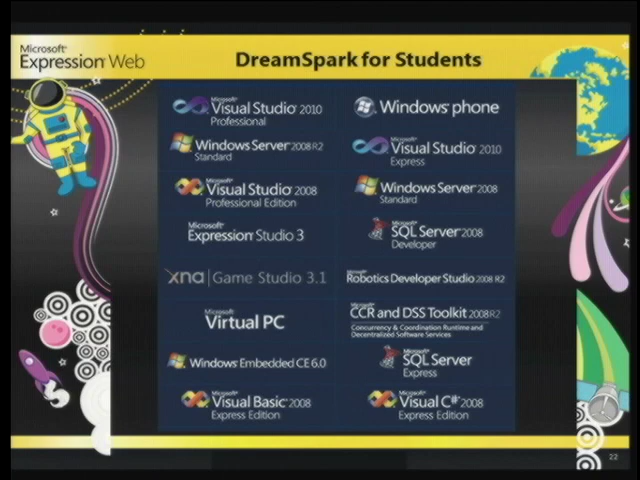 Microsoft
Expression Web
DreamSpark for Students
Microsoft
Visual Studio 2010
Professional
Windows phone
Windows Server 2008 R2
Standard
Microsoft
Visual Studio 2010
Express
Microsoft
Visual Studio 2008
Professional Edition
Microsoft
Windows Server 2008
Standard
Microsoft
Expression Studio 3
Microsoft
SQL Server 2008
Developer
xna Game Studio 3.1
Microsoft
Robotics Developer Studio 2008 R2
Microsoft
Virtual PC
Microsoft
CCR and DSS Toolkit 2008 R2
Concurrency & Coordination Runtime and
Decentralized Software Services
Windows Embedded CE 6.0
Microsoft
SQL Server
Express
Microsoft
Visual Basic 2008
Express Edition
Microsoft
Visual C# 2008
Express Edition
22